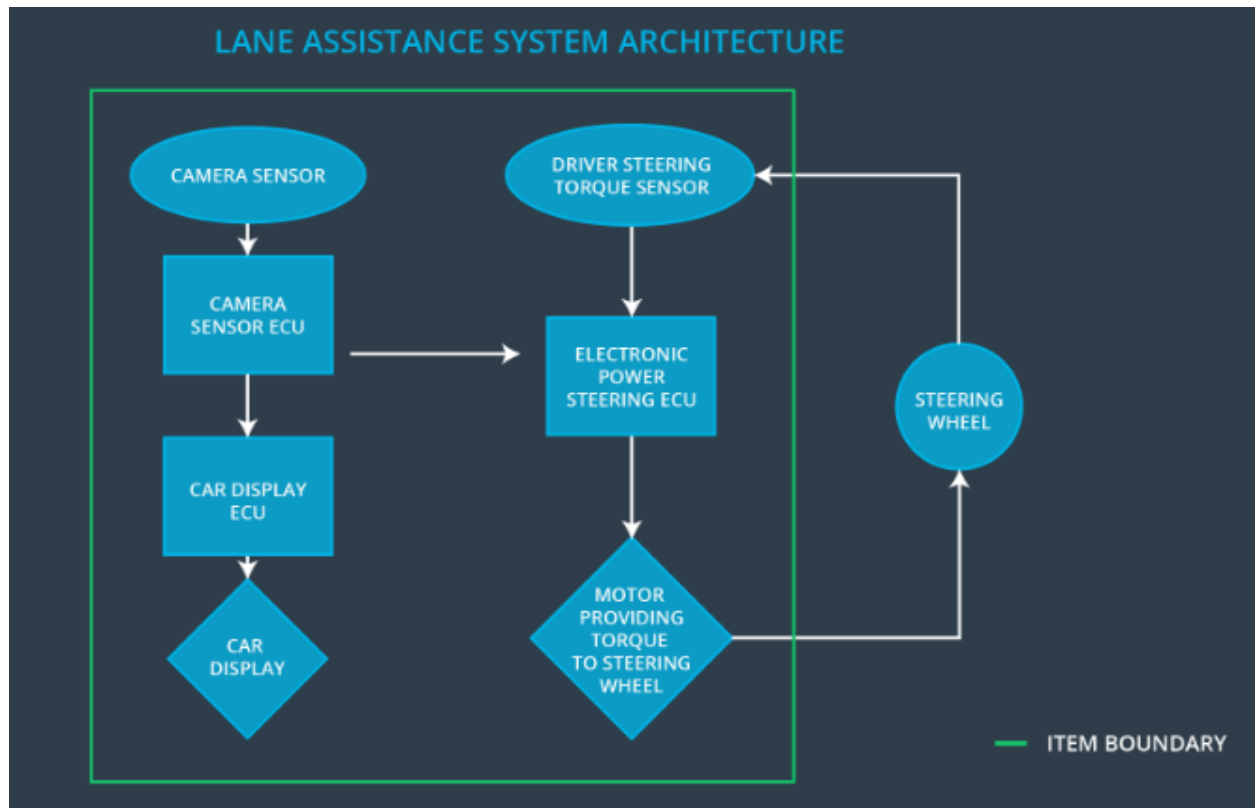 LANE ASSISTANCE SYSTEM ARCHITECTURE
CAMERA SENSOR
CAMERA
SENSOR ECU
CAR DISPLAY
ECU
CAR
DISPLAY
DRIVER STEERING
TORQUE SENSOR
ELECTRONIC
POWER
STEERING ECU
MOTOR
PROVIDING
TORQUE
TO STEERING
WHEEL
STEERING
WHEEL
ITEM BOUNDARY